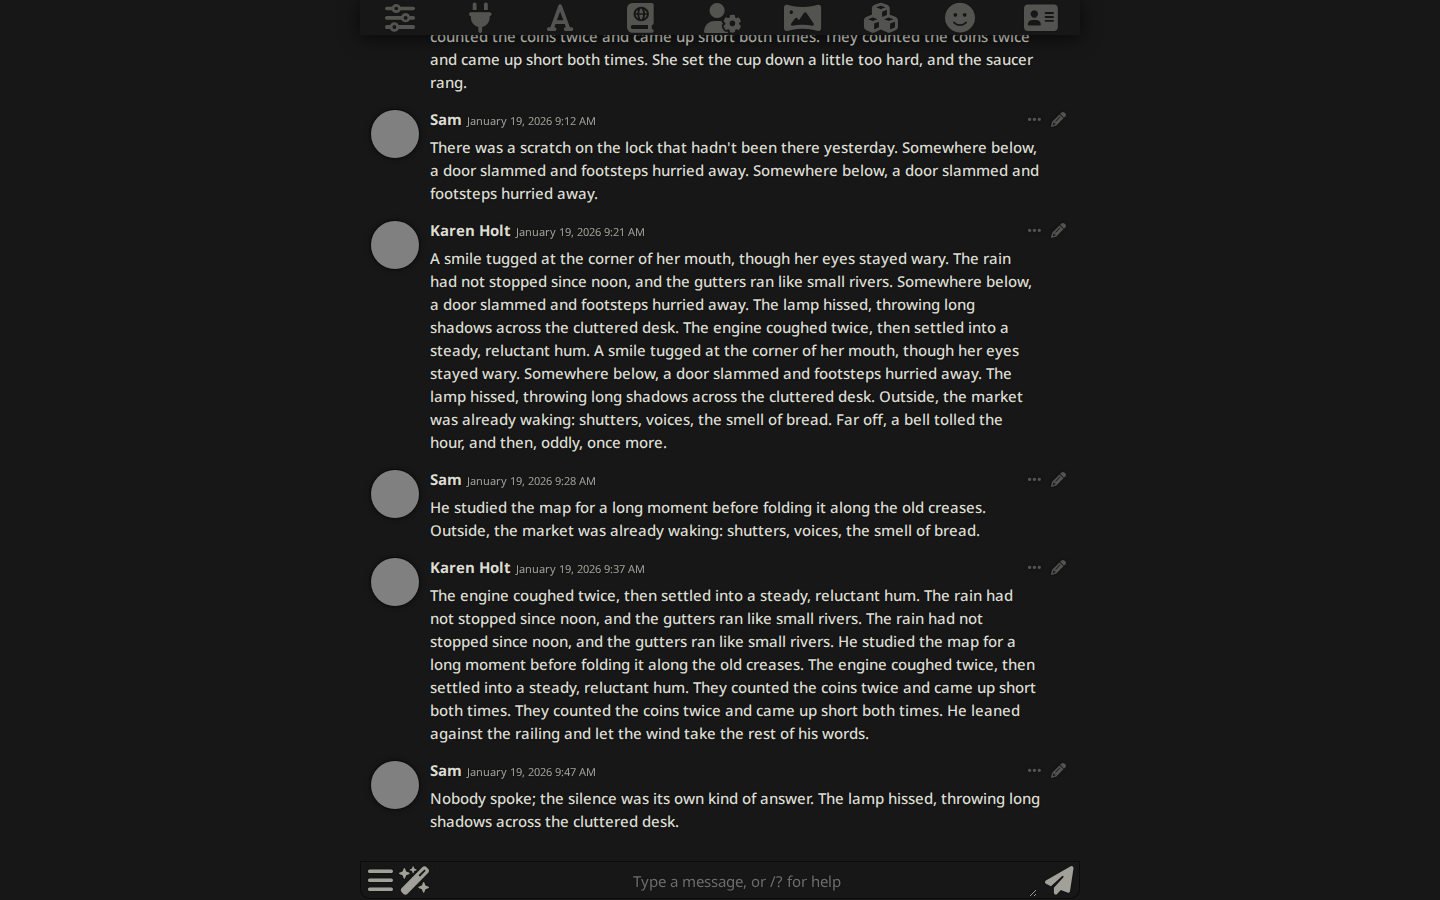 counted the coins twice and came up short both times. They counted the coins twice
and came up short both times. She set the cup down a little too hard, and the saucer
rang.
Sam January 19, 2026 9:12 AM
There was a scratch on the lock that hadn't been there yesterday. Somewhere below,
a door slammed and footsteps hurried away. Somewhere below, a door slammed and
footsteps hurried away.
Karen Holt January 19, 2026 9:21 AM
A smile tugged at the corner of her mouth, though her eyes stayed wary. The rain
had not stopped since noon, and the gutters ran like small rivers. Somewhere below,
a door slammed and footsteps hurried away. The lamp hissed, throwing long
shadows across the cluttered desk. The engine coughed twice, then settled into a
steady, reluctant hum. A smile tugged at the corner of her mouth, though her eyes
stayed wary. Somewhere below, a door slammed and footsteps hurried away. The
lamp hissed, throwing long shadows across the cluttered desk. Outside, the market
was already waking: shutters, voices, the smell of bread. Far off, a bell tolled the
hour, and then, oddly, once more.
Sam January 19, 2026 9:28 AM
He studied the map for a long moment before folding it along the old creases.
Outside, the market was already waking: shutters, voices, the smell of bread.
Karen Holt January 19, 2026 9:37 AM
The engine coughed twice, then settled into a steady, reluctant hum. The rain had
not stopped since noon, and the gutters ran like small rivers. The rain had not
stopped since noon, and the gutters ran like small rivers. He studied the map for a
long moment before folding it along the old creases. The engine coughed twice, then
settled into a steady, reluctant hum. They counted the coins twice and came up short
both times. They counted the coins twice and came up short both times. He leaned
against the railing and let the wind take the rest of his words.
Sam January 19, 2026 9:47 AM
Nobody spoke; the silence was its own kind of answer. The lamp hissed, throwing long
shadows across the cluttered desk.
Type a message, or /? for help